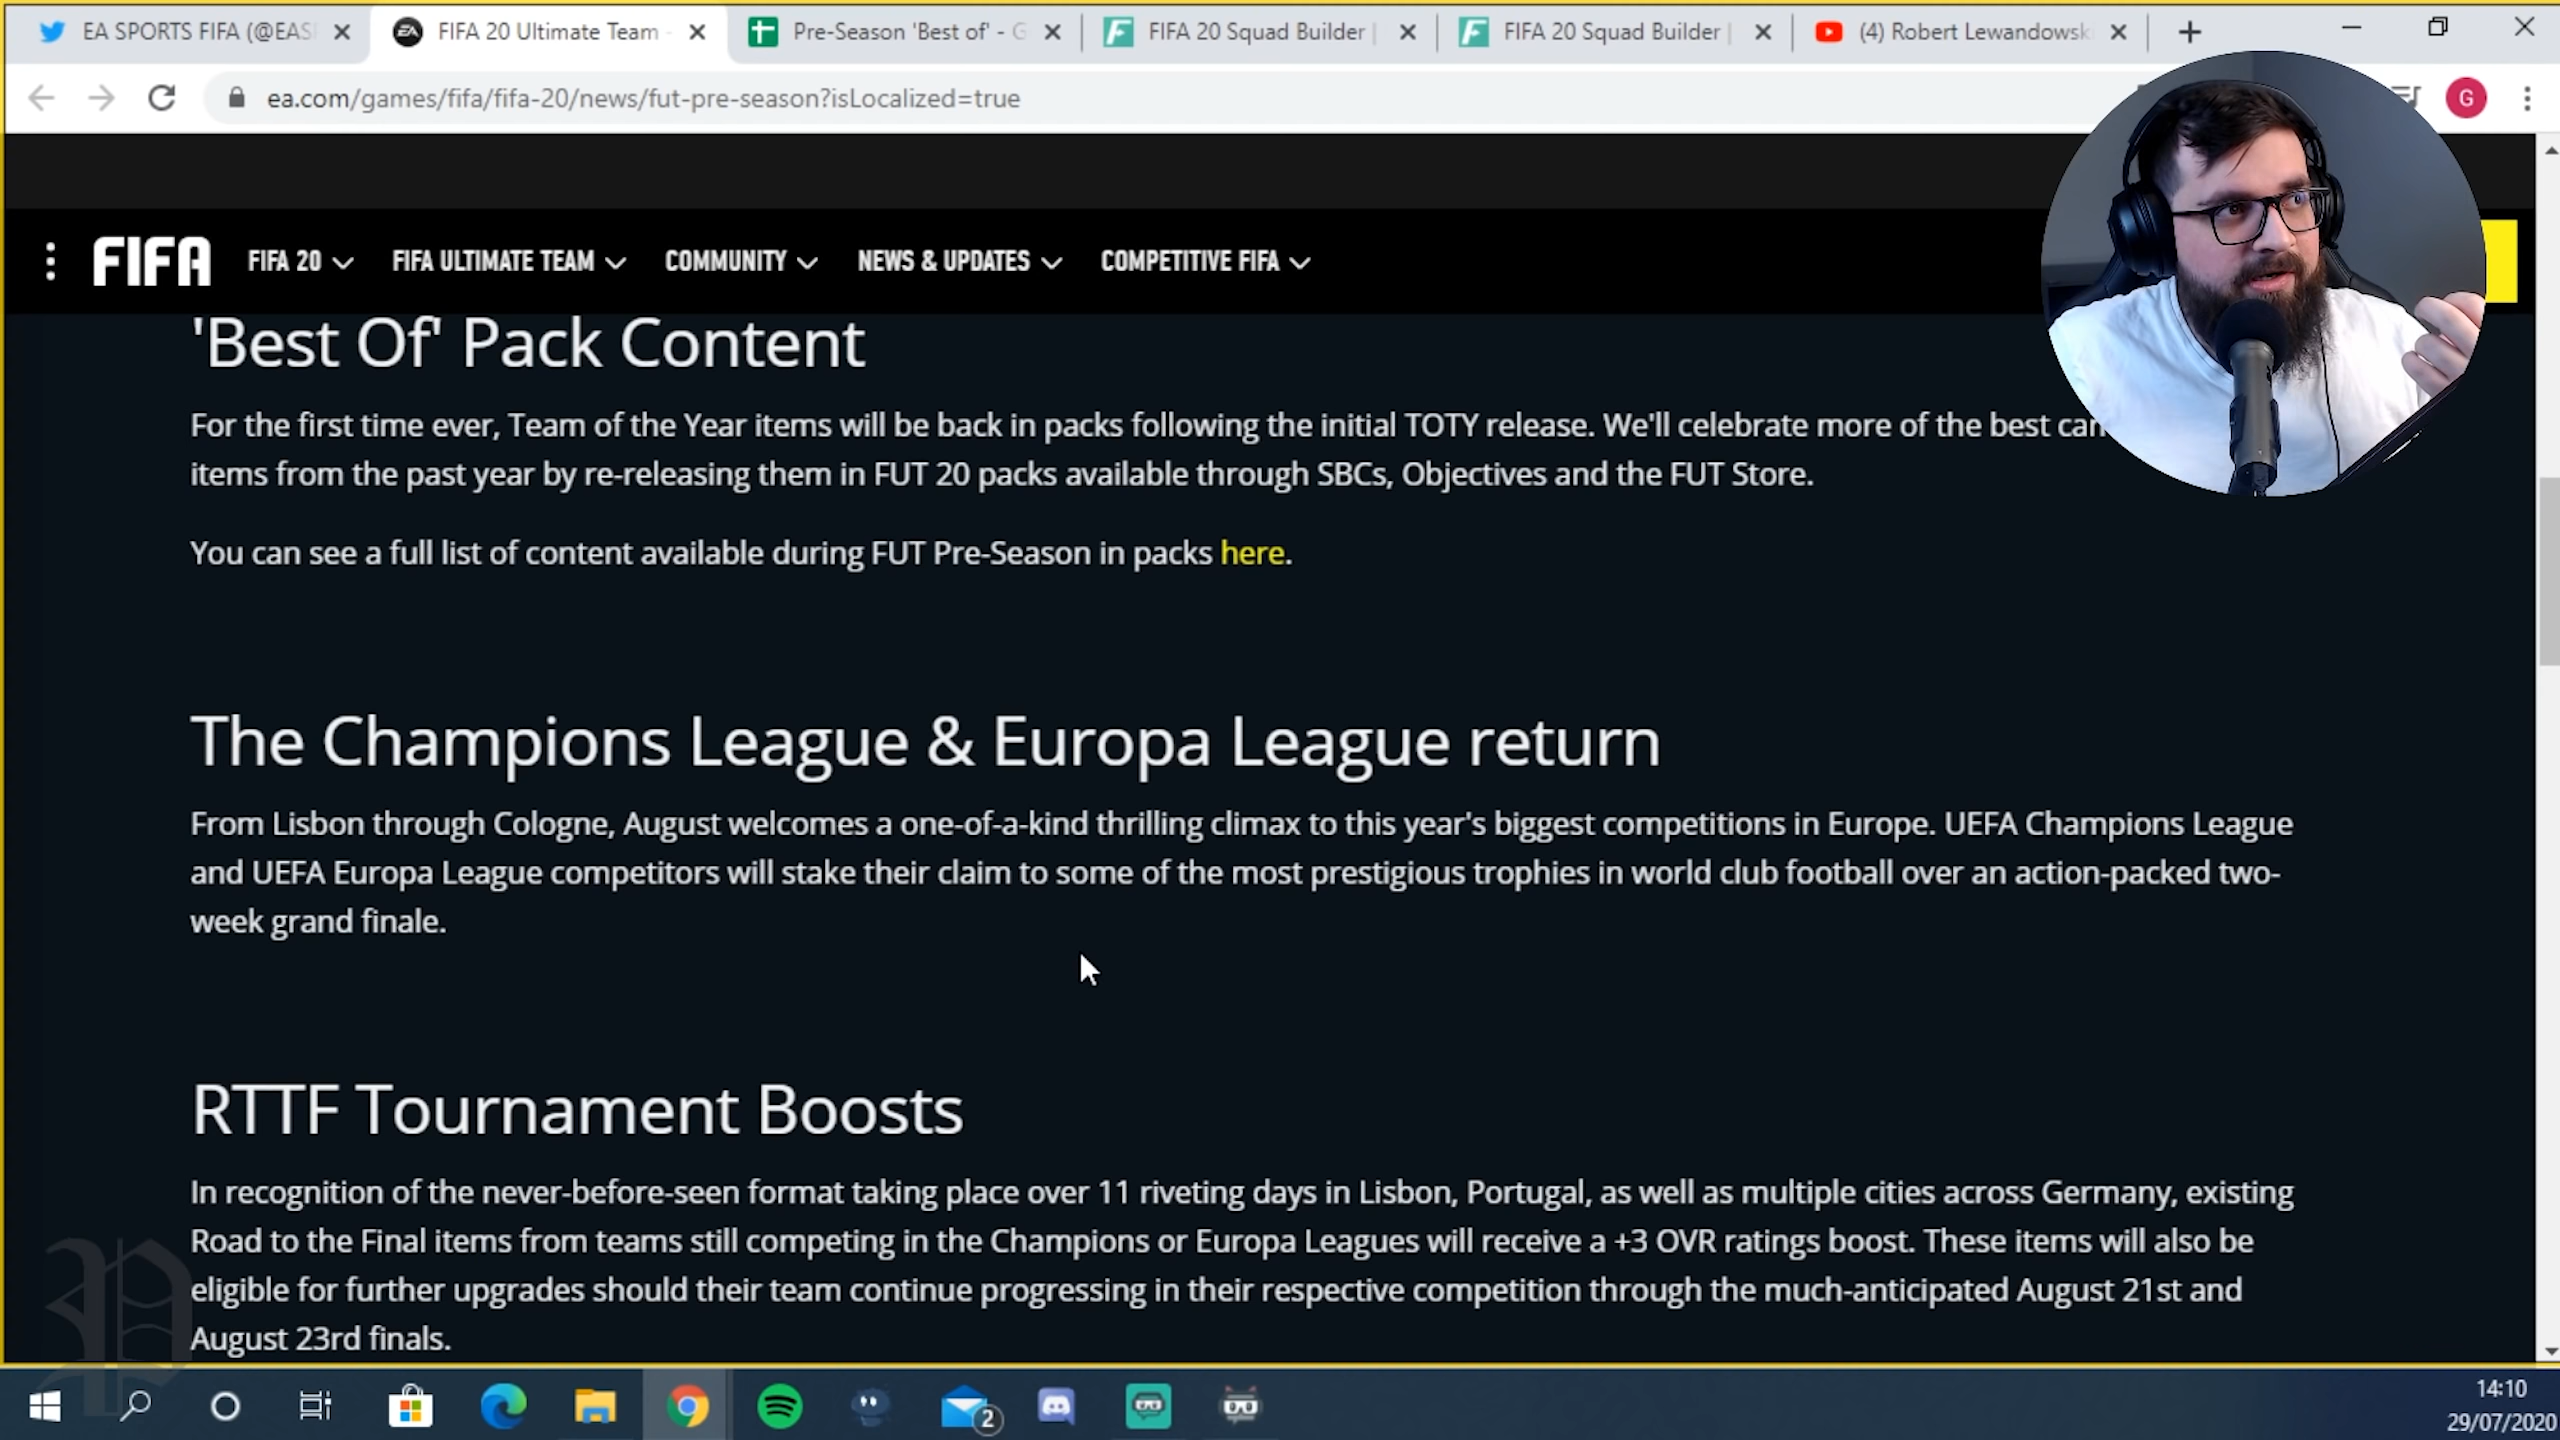 EA SPORTS FIFA (@EASI
FIFA 20 Ultimate Team -
Pre-Season 'Best of' - G
FIFA 20 Squad Builder |
FIFA 20 Squad Builder |
(4) Robert Lewandowsk
ea.com/games/fifa/fifa-20/news/fut-pre-season?isLocalized=true
G
FIFA
FIFA 20
FIFA ULTIMATE TEAM
COMMUNITY
NEWS & UPDATES
COMPETITIVE FIFA
'Best Of' Pack Content
For the first time ever, Team of the Year items will be back in packs following the initial TOTY release. We'll celebrate more of the best
items from the past year by re-releasing them in FUT 20 packs available through SBCs, Objectives and the FUT Store.
You can see a full list of content available during FUT Pre-Season in packs here.
The Champions League & Europa League return
From Lisbon through Cologne, August welcomes a one-of-a-kind thrilling climax to this year's biggest competitions in Europe. UEFA Champions League
and UEFA Europa League competitors will stake their claim to some of the most prestigious trophies in world club football over an action-packed two-
week grand finale.
RTTF Tournament Boosts
In recognition of the never-before-seen format taking place over 11 riveting days in Lisbon, Portugal, as well as multiple cities across Germany, existing
Road to the Final items from teams still competing in the Champions or Europa Leagues will receive a +3 OVR ratings boost. These items will also be
eligible for further upgrades should their team continue progressing in their respective competition through the much-anticipated August 21st and
August 23rd finals.
P
2
14:10
29/07/2020